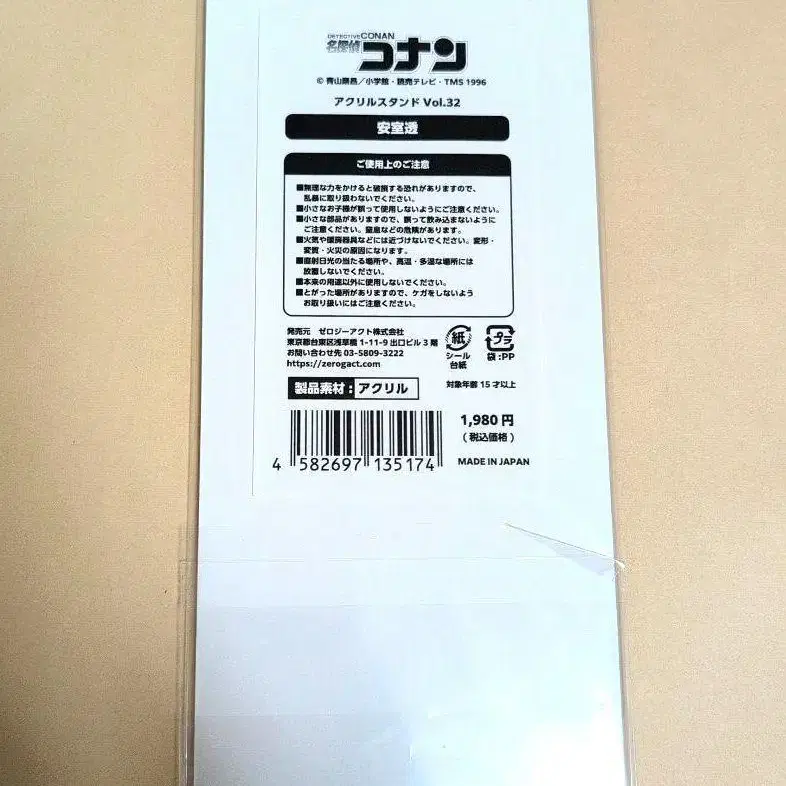 DETECTIVE CONAN
名探偵コナン
© 青山剛昌／小学館・読売テレビ・TMS 1996
アクリルスタンド Vol.32
安室透
ご使用上のご注意
■無理な力をかけると破損する恐れがありますので、
乱暴に取り扱わないでください。
■小さなお子様が誤って使用しないようにご注意ください。
■小さな部品がありますので、誤って飲み込まないように
ご注意ください。窒息などの危険があります。
■火気や暖房器具などには近づけないでください。変形・
変質・火災の原因になります。
■直射日光の当たる場所や、高温・多湿な場所には
放置しないでください。
■本来の用途以外に使用しないでください。
■とがった場所がありますので、ケガをしないよう
お取り扱いにはご注意ください。
発売元 ゼロジーアクト株式会社
東京都台東区浅草橋 1-11-9 出口ビル 3 階
お問い合わせ先 03-5809-3222
https://zerogact.com
紙
シール
台紙
プラ
袋:PP
製品素材：アクリル
対象年齢 15 才以上
1,980 円
(税込価格)
4 582697 135174
MADE IN JAPAN